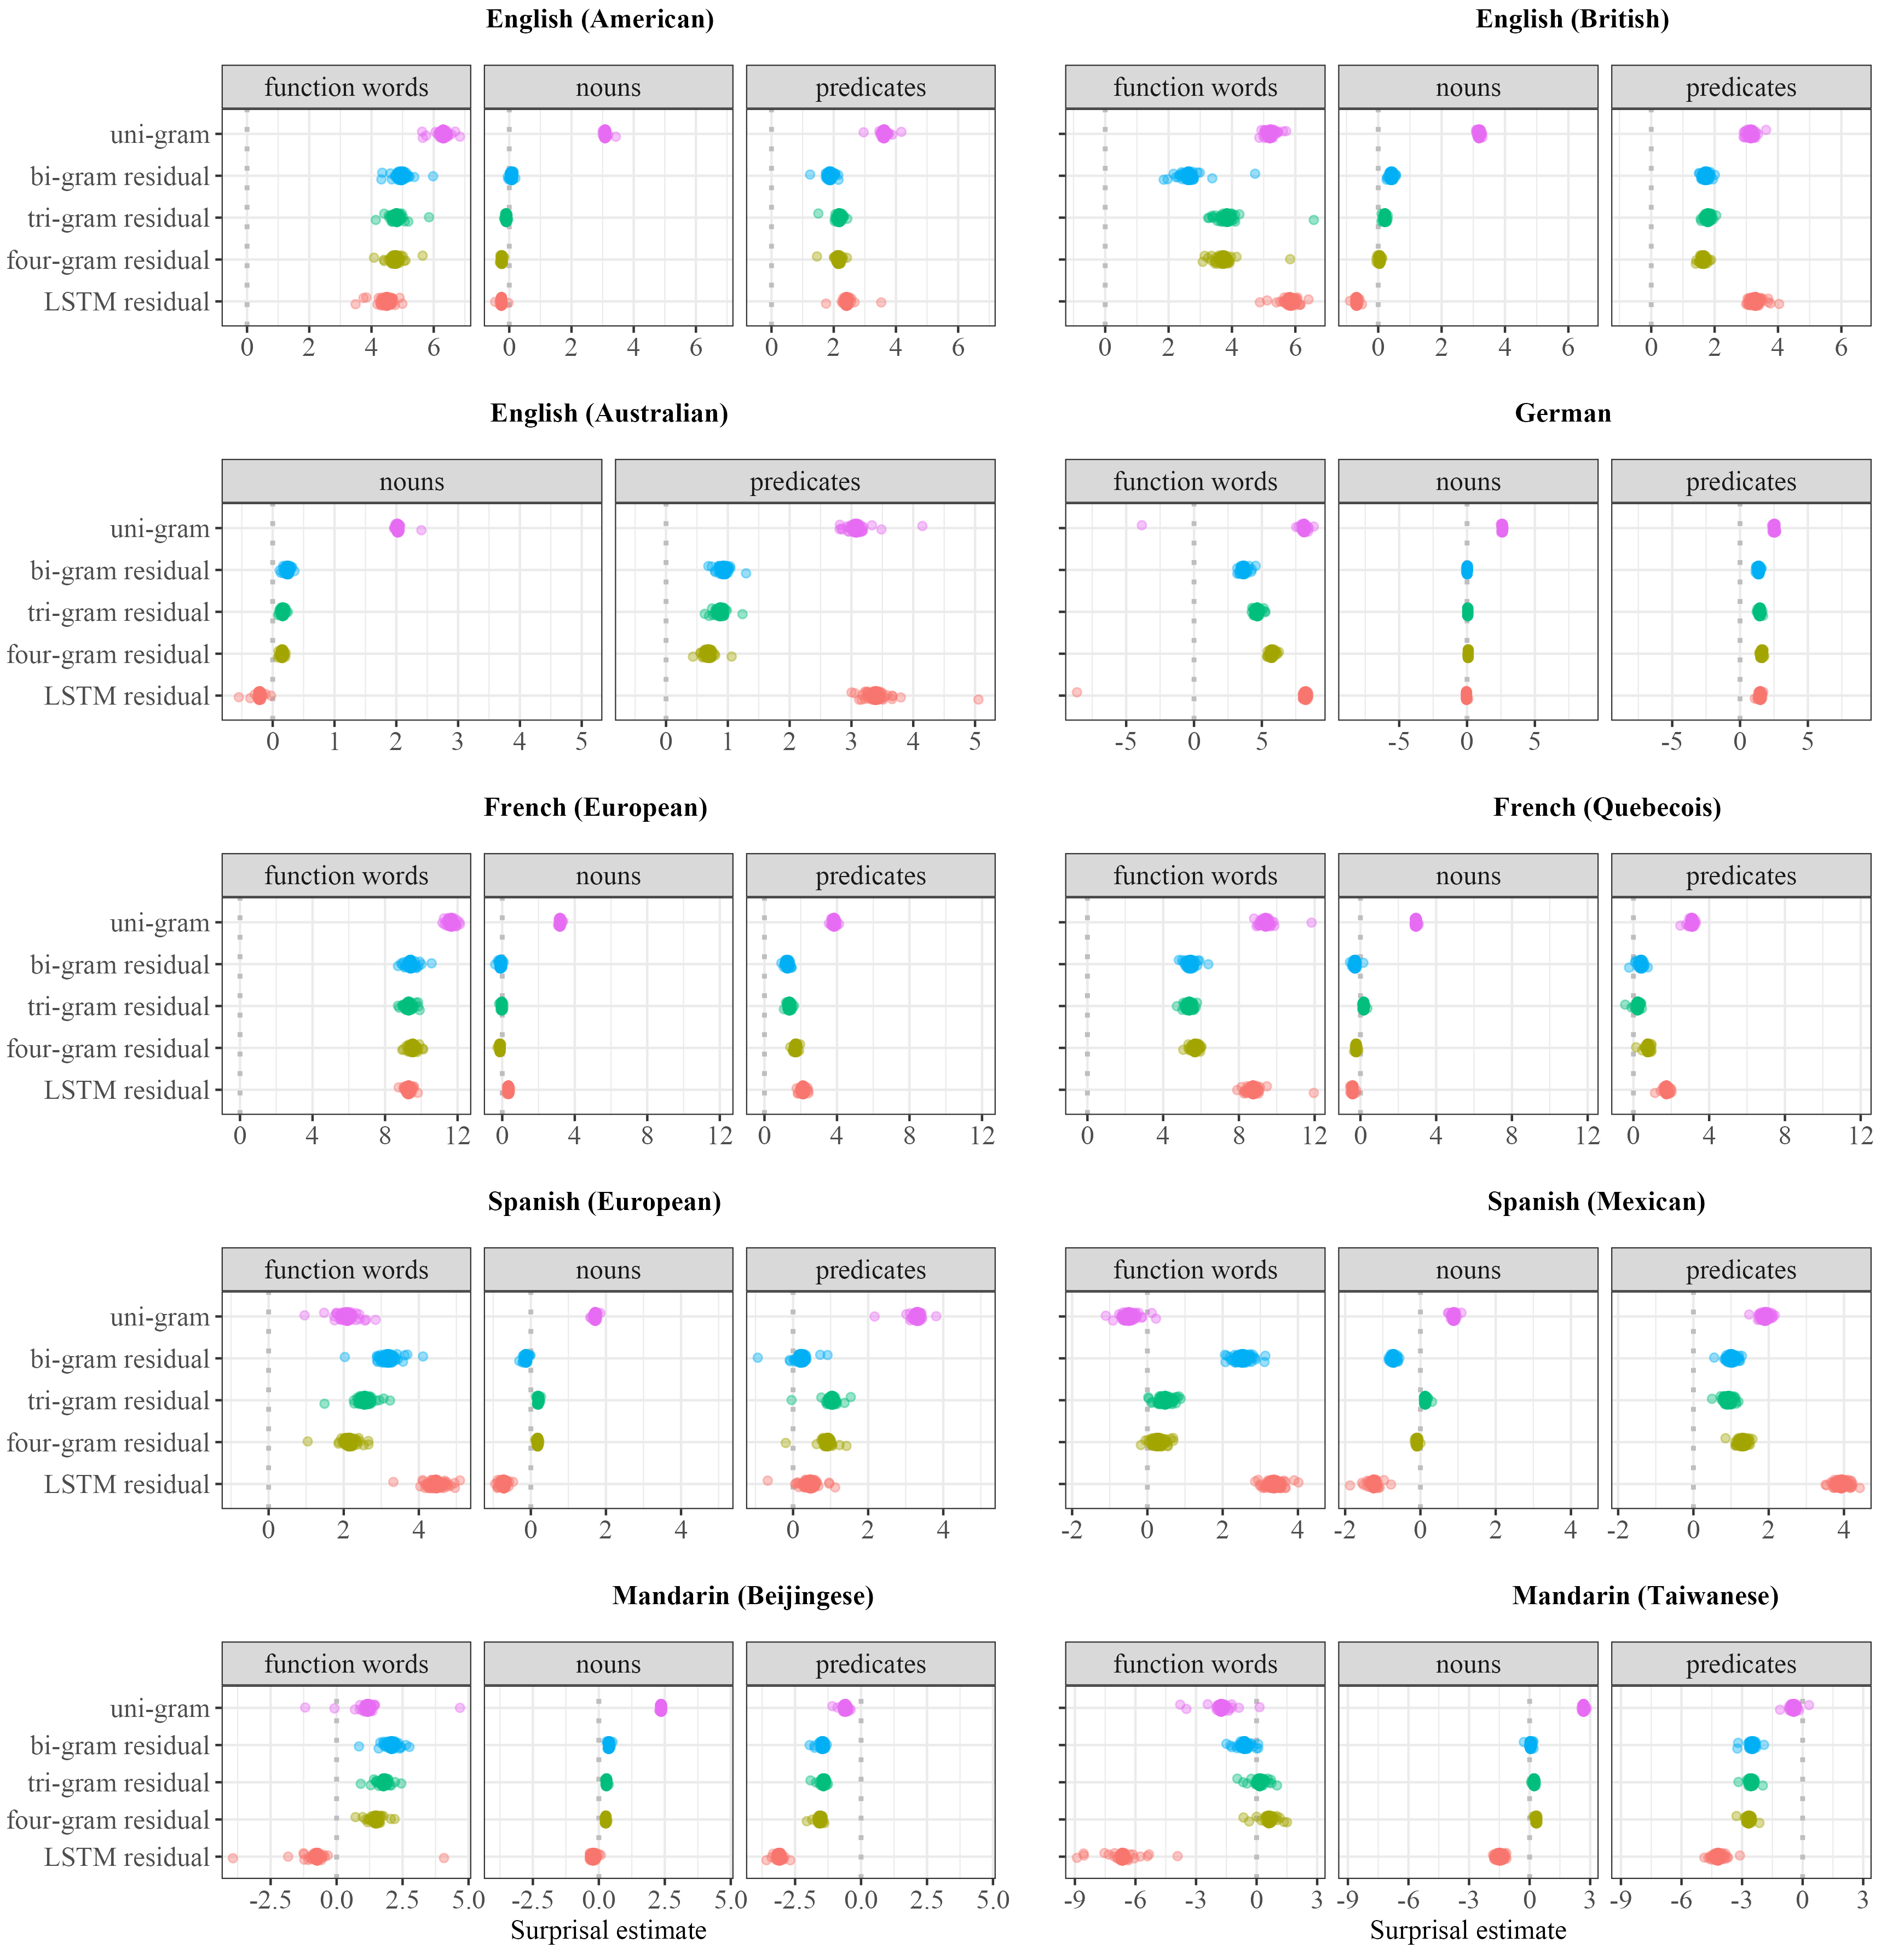 English (American) English (British)
function words nouns predicates function words nouns predicates
uni-gram
bi-gram residual
tri-gram residual
four-gram residual
LSTM residual
0 2 4 6 0 2 4 6 0 2 4 6 0 2 4 6 0 2 4 6 0 2 4 6
English (Australian) German
nouns predicates function words nouns predicates
uni-gram
bi-gram residual
tri-gram residual
four-gram residual
LSTM residual
0 1 2 3 4 5 0 1 2 3 4 5 -5 0 5 -5 0 5 -5 0 5
French (European) French (Quebecois)
function words nouns predicates function words nouns predicates
uni-gram
bi-gram residual
tri-gram residual
four-gram residual
LSTM residual
0 4 8 12 0 4 8 12 0 4 8 12 0 4 8 12 0 4 8 12 0 4 8 12
Spanish (European) Spanish (Mexican)
function words nouns predicates function words nouns predicates
uni-gram
bi-gram residual
tri-gram residual
four-gram residual
LSTM residual
0 2 4 0 2 4 0 2 4 -2 0 2 4 -2 0 2 4 -2 0 2 4
Mandarin (Beijingese) Mandarin (Taiwanese)
function words nouns predicates function words nouns predicates
uni-gram
bi-gram residual
tri-gram residual
four-gram residual
LSTM residual
-2.5 0.0 2.5 5.0 -2.5 0.0 2.5 5.0 -2.5 0.0 2.5 5.0 -9 -6 -3 0 3 -9 -6 -3 0 3 -9 -6 -3 0 3
Surprisal estimate Surprisal estimate